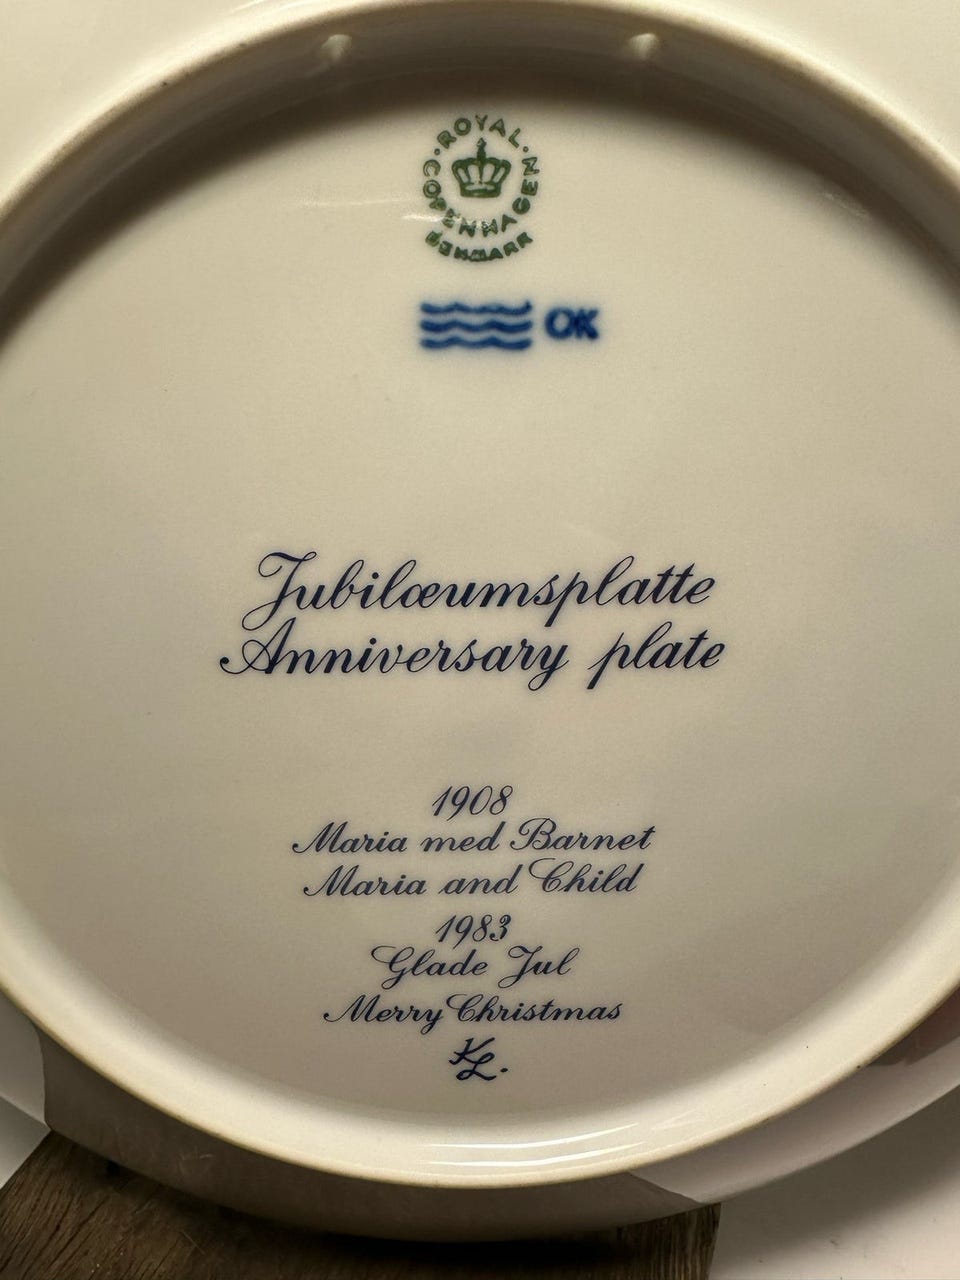 ROYAL COPENHAGEN
DENMARK
OK
Jubilæumsplatte
Anniversary plate
1908
Maria med Barnet
Maria and Child
1983
Glade Jul
Merry Christmas
KL.